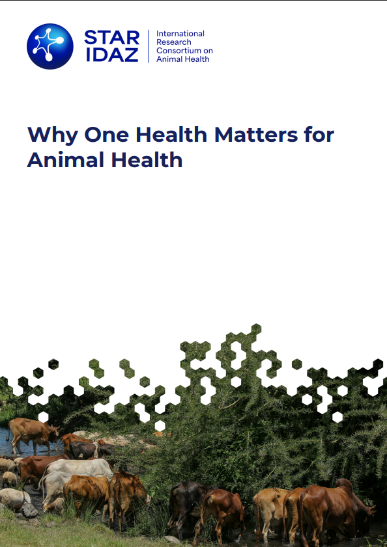 STAR
IDAZ
International
Research
Consortium on
Animal Health
Why One Health Matters for
Animal Health